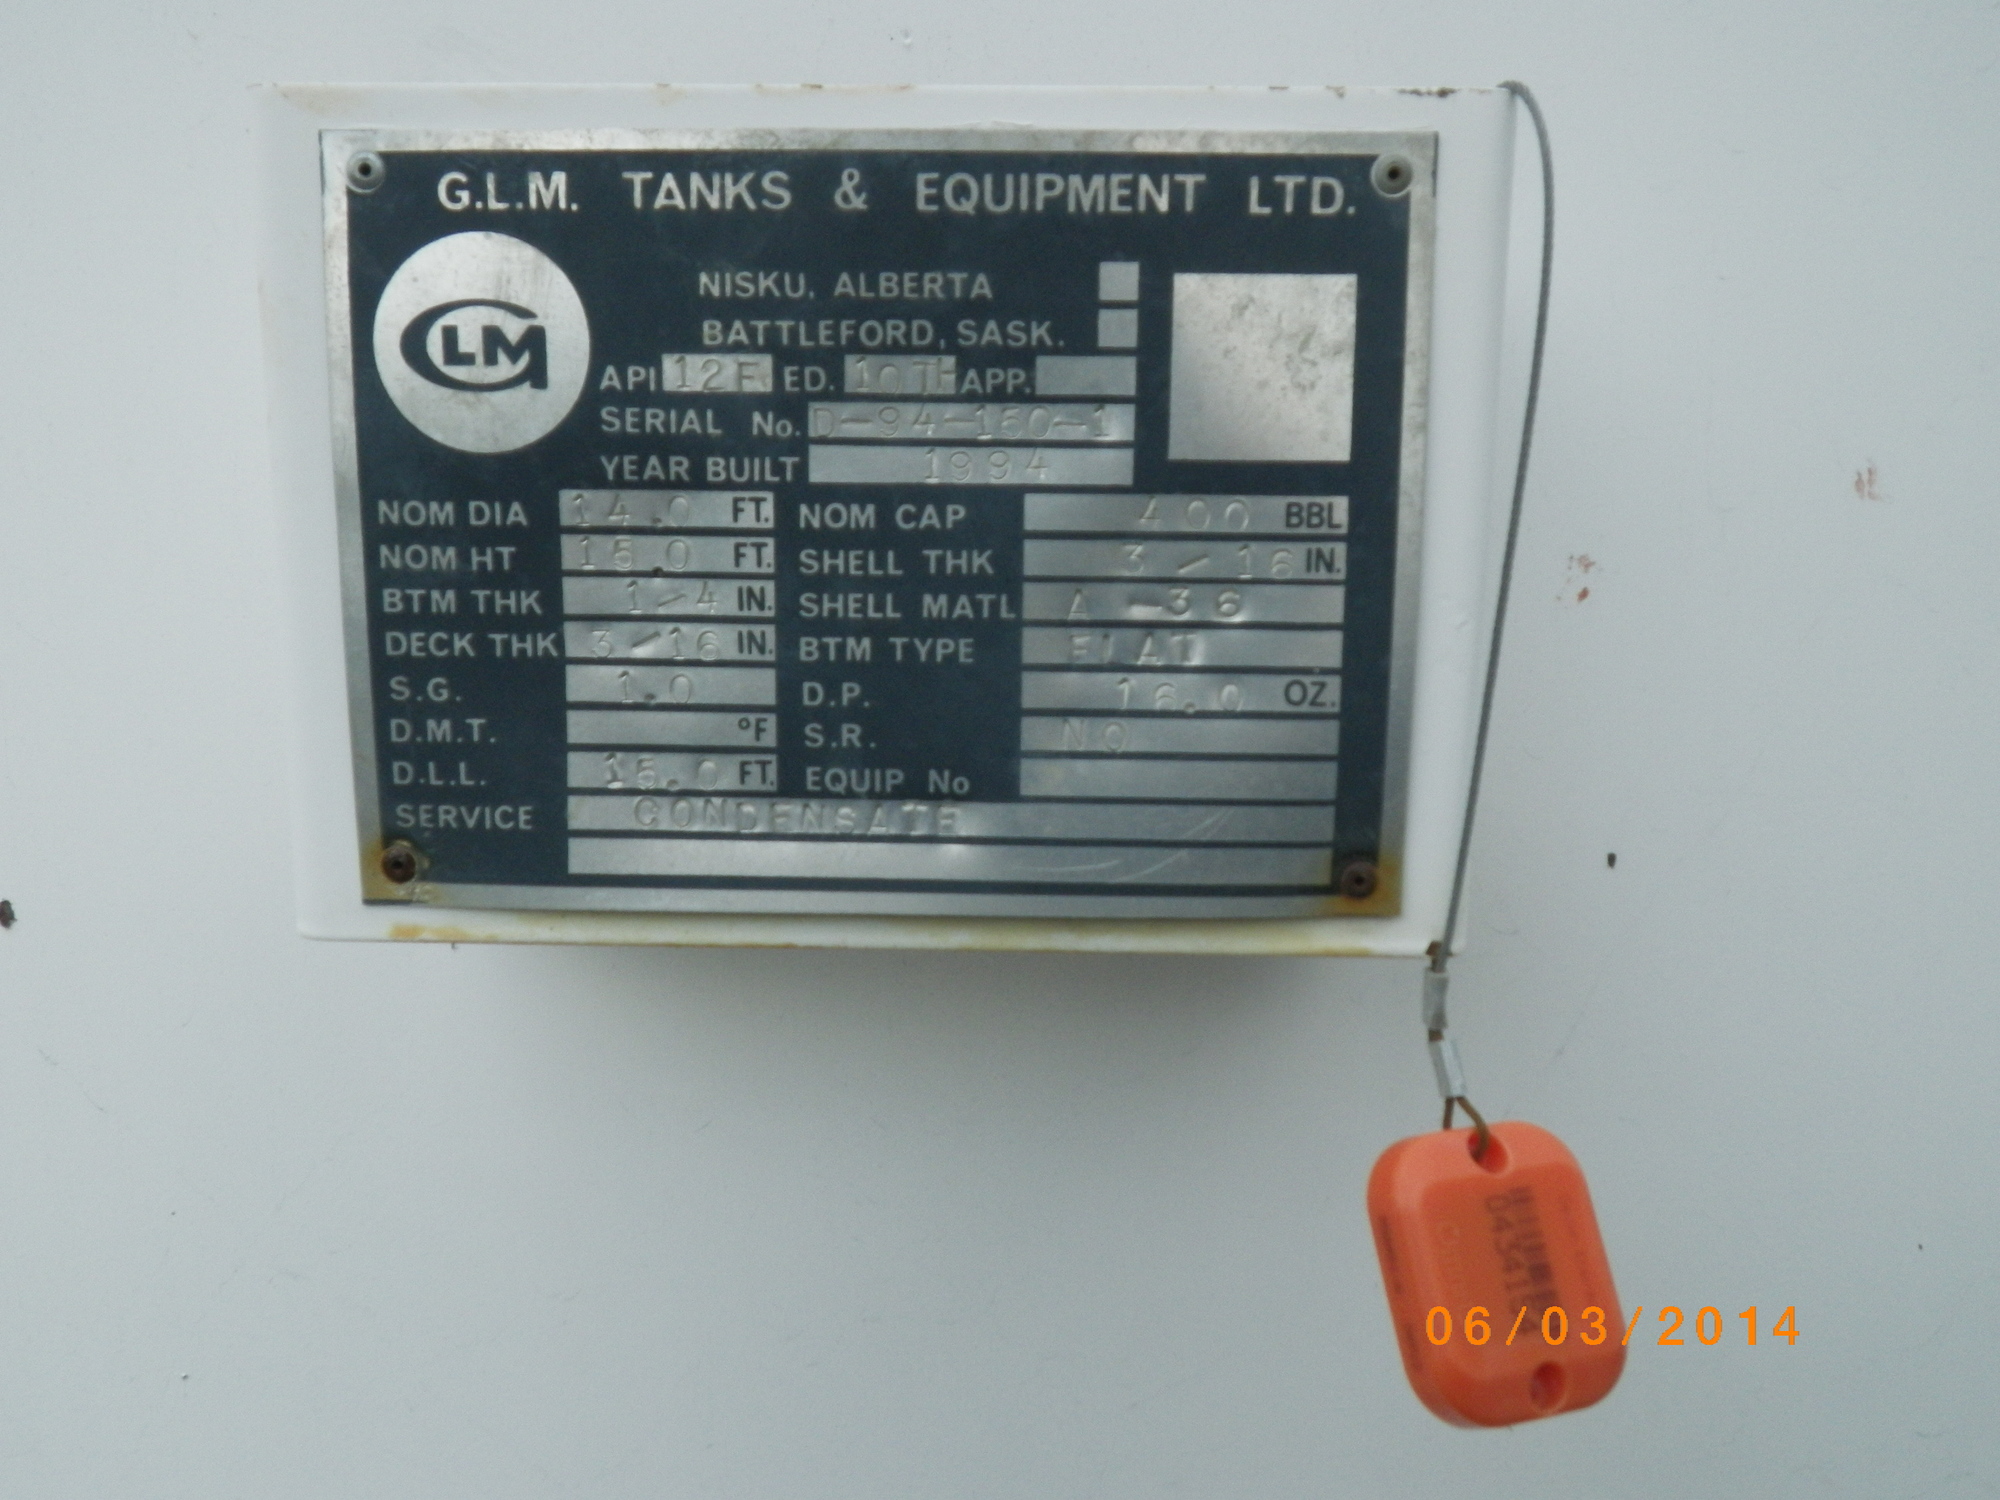 G.L.M. TANKS & EQUIPMENT LTD.
GLM
NISKU, ALBERTA
BATTLEFORD, SASK.
API 12F ED. 10TH APP.
SERIAL No. D-94-150-1
YEAR BUILT 1994
NOM DIA 14.0 FT. NOM CAP 400 BBL
NOM HT 15.0 FT. SHELL THK 3/16 IN.
BTM THK 1/4 IN. SHELL MATL A-36
DECK THK 3/16 IN. BTM TYPE FLAT
S.G. 1.0 D.P. 16.0 OZ.
D.M.T. °F S.R. NO
D.L.L. 15.0 FT. EQUIP No
SERVICE CONDENSATE
06/03/2014